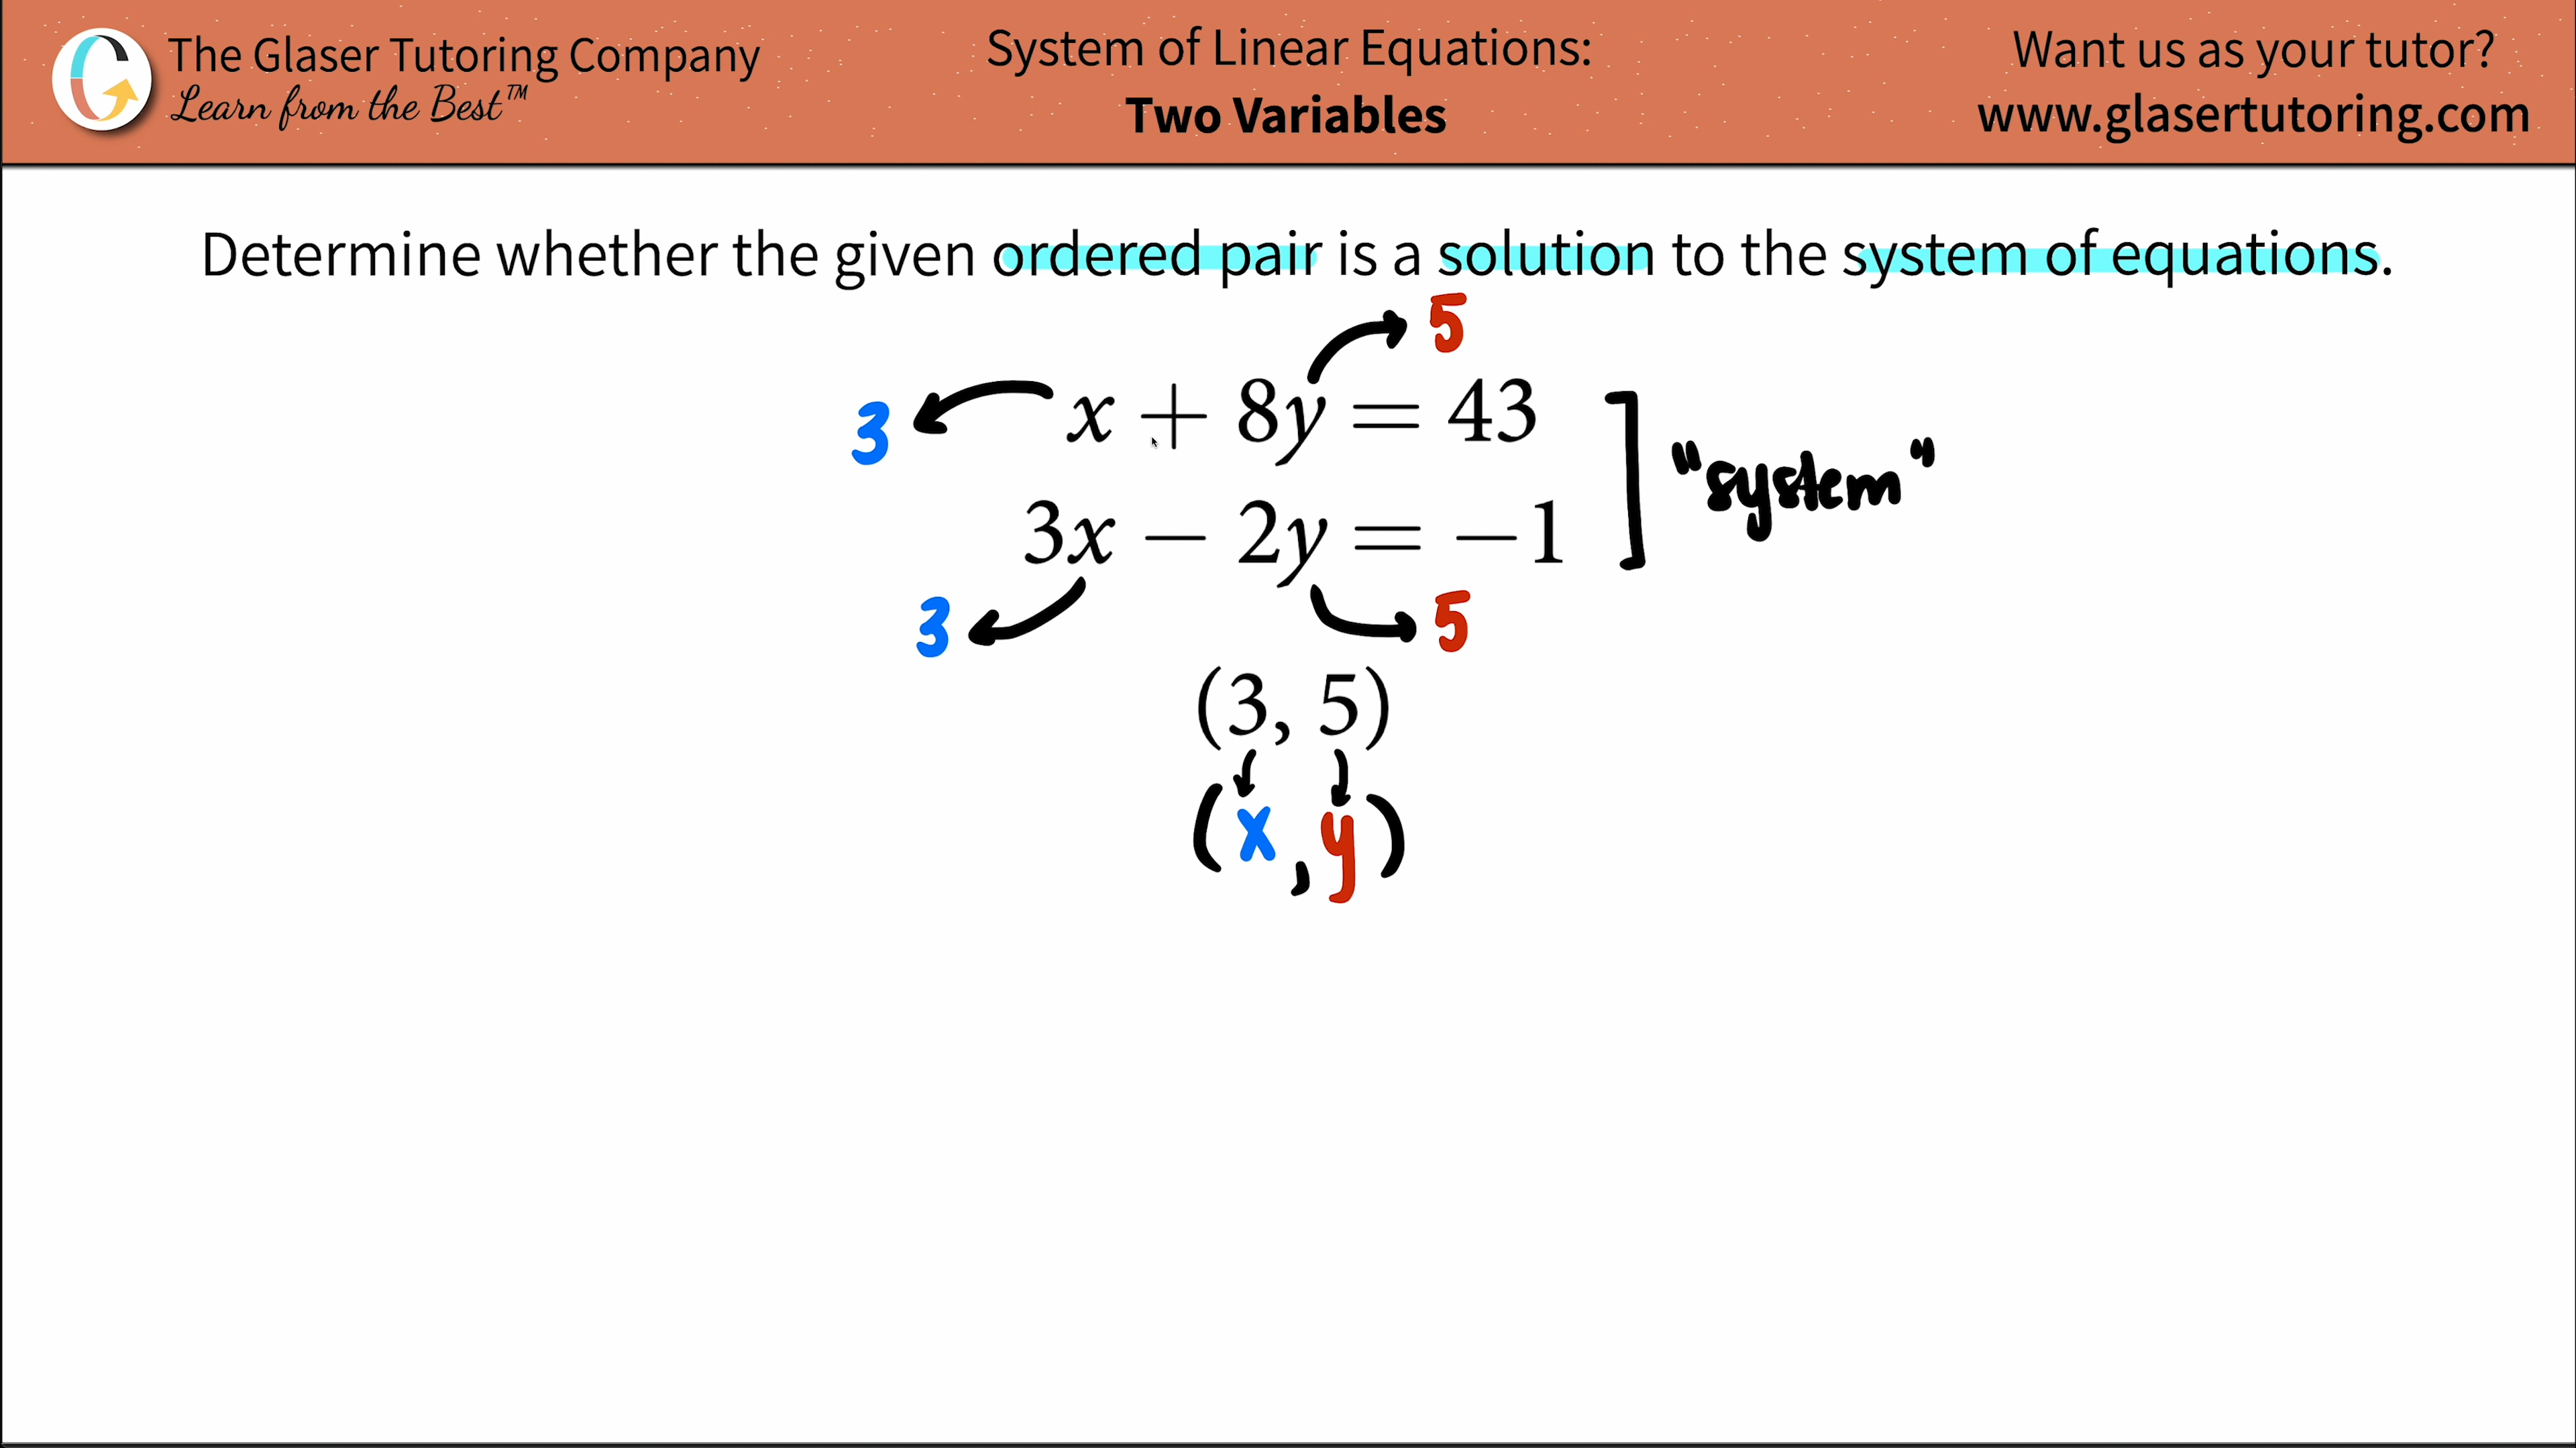 The Glaser Tutoring Company
Learn from the Best™
System of Linear Equations:
Two Variables
Want us as your tutor?
www.glasertutoring.com
Determine whether the given ordered pair is a solution to the system of equations.
5
3 x + 8y = 43
"system"
3x − 2y = −1
3 5
(3, 5)
(x, y)